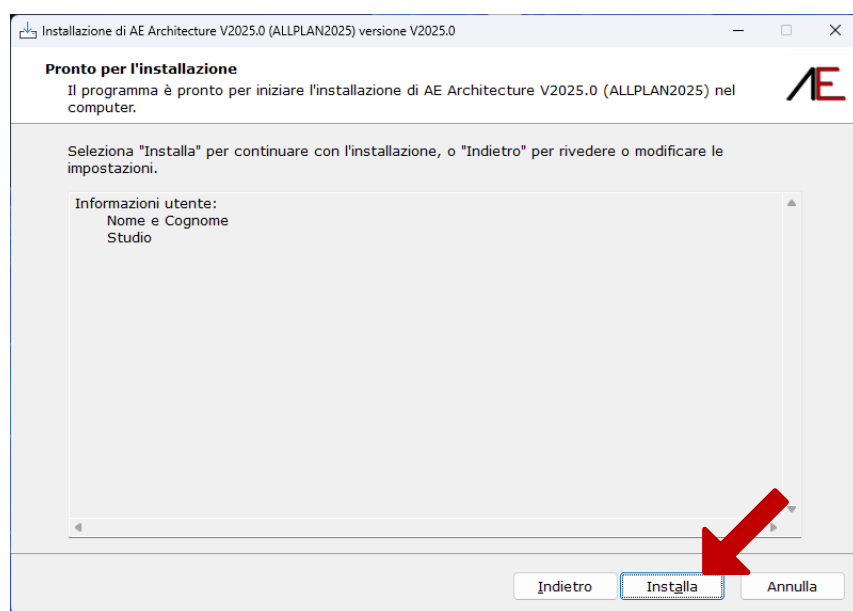 Installazione di AE Architecture V2025.0 (ALLPLAN2025) versione V2025.0
Pronto per l'installazione
Il programma è pronto per iniziare l'installazione di AE Architecture V2025.0 (ALLPLAN2025) nel
computer.
AE
Seleziona "Installa" per continuare con l'installazione, o "Indietro" per rivedere o modificare le
impostazioni.
Informazioni utente:
Nome e Cognome
Studio
Indietro
Installa
Annulla